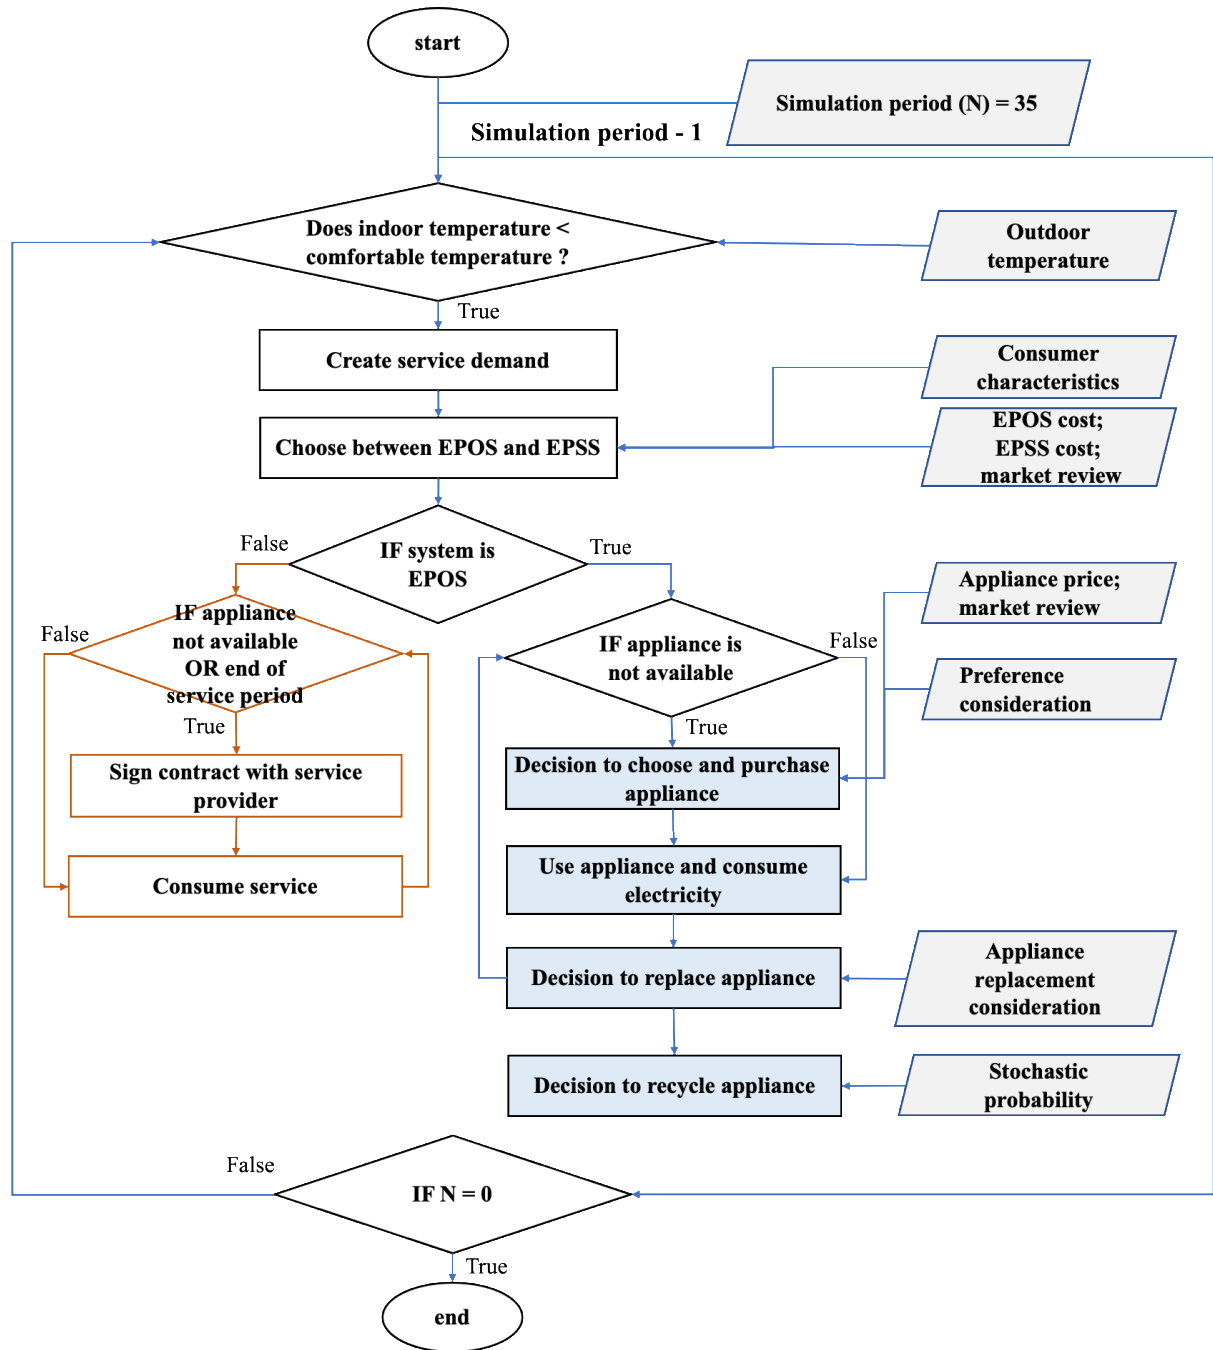 start
Simulation period (N) = 35
Simulation period - 1
Does indoor temperature <
comfortable temperature ?
Outdoor
temperature
True
Create service demand
Consumer
characteristics
Choose between EPOS and EPSS
EPOS cost;
EPSS cost;
market review
False
IF system is
EPOS
True
Appliance price;
market review
IF appliance
not available
OR end of
service period
False
True
IF appliance is
not available
False
True
Preference
consideration
Sign contract with service
provider
Decision to choose and purchase
appliance
Consume service
Use appliance and consume
electricity
Decision to replace appliance
Appliance
replacement
consideration
Decision to recycle appliance
Stochastic
probability
False
IF N = 0
True
end